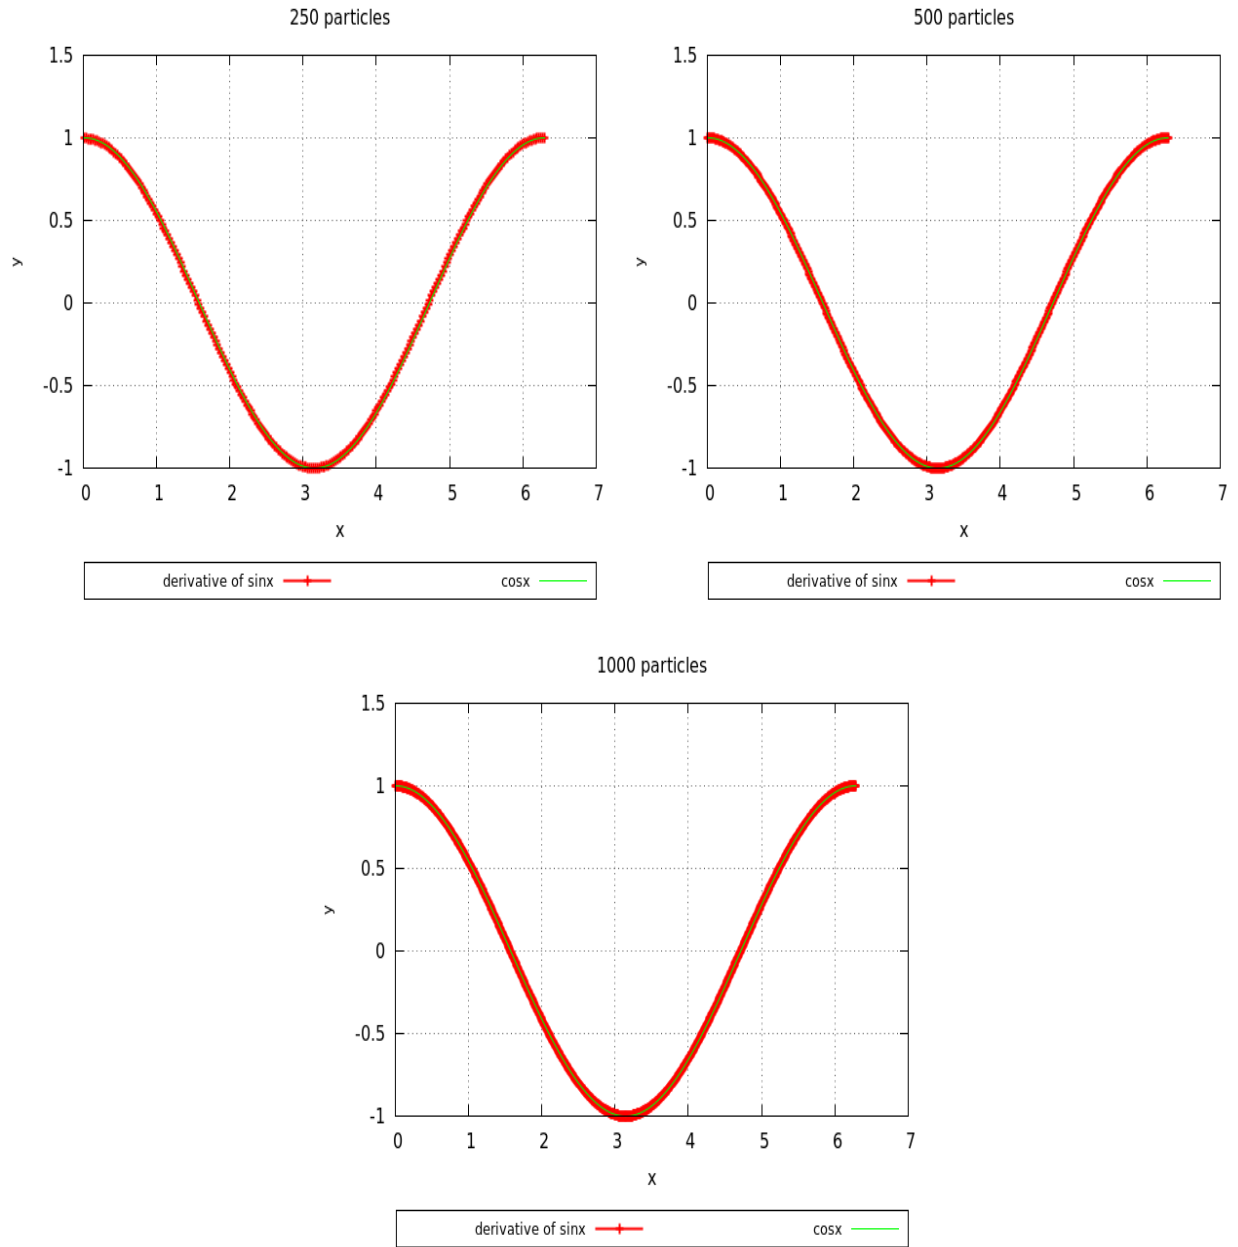 250 particles
1.5
1
0.5
0
-0.5
-1
0 1 2 3 4 5 6 7
y
x
derivative of sinx
cosx
500 particles
1.5
1
0.5
0
-0.5
-1
0 1 2 3 4 5 6 7
y
x
derivative of sinx
cosx
1000 particles
1.5
1
0.5
0
-0.5
-1
0 1 2 3 4 5 6 7
y
x
derivative of sinx
cosx